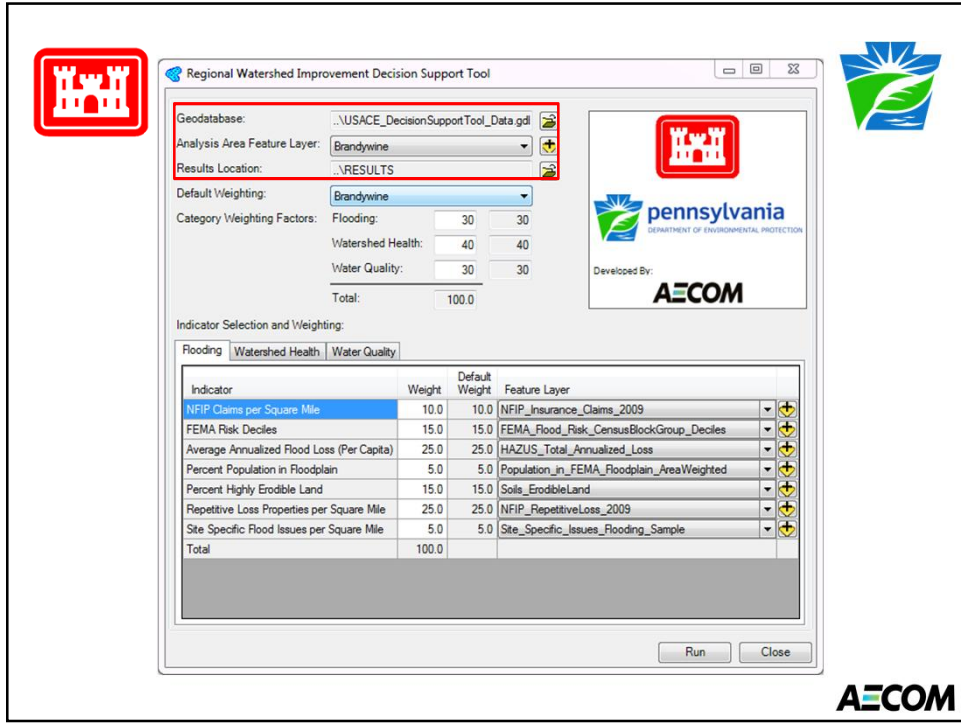 Regional Watershed Improvement Decision Support Tool
Geodatabase: ..\USACE_DecisionSupportTool_Data.gdl
Analysis Area Feature Layer: Brandywine
Results Location: ..\RESULTS
Default Weighting: Brandywine
Category Weighting Factors: Flooding: 30 30
Watershed Health: 40 40
Water Quality: 30 30
Total: 100.0
pennsylvania
DEPARTMENT OF ENVIRONMENTAL PROTECTION
Developed By:
AECOM
Indicator Selection and Weighting:
Flooding Watershed Health Water Quality
Indicator Weight Default Weight Feature Layer
NFIP Claims per Square Mile 10.0 10.0 NFIP_Insurance_Claims_2009
FEMA Risk Deciles 15.0 15.0 FEMA_Flood_Risk_CensusBlockGroup_Deciles
Average Annualized Flood Loss (Per Capita) 25.0 25.0 HAZUS_Total_Annualized_Loss
Percent Population in Floodplain 5.0 5.0 Population_in_FEMA_Floodplain_AreaWeighted
Percent Highly Erodible Land 15.0 15.0 Soils_ErodibleLand
Repetitive Loss Properties per Square Mile 25.0 25.0 NFIP_RepetitiveLoss_2009
Site Specific Flood Issues per Square Mile 5.0 5.0 Site_Specific_Issues_Flooding_Sample
Total 100.0
Run Close
AECOM